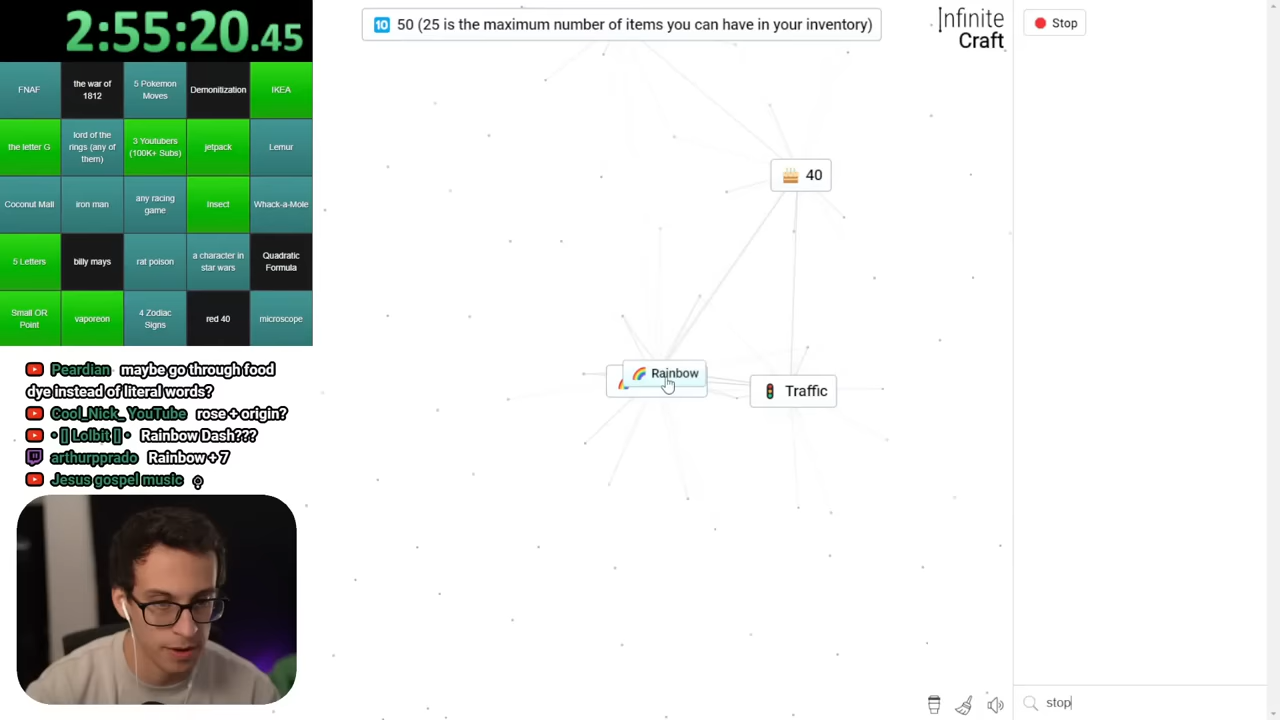 2:55:20.45
FNAF
the war of
1812
5 Pokemon
Moves
Demonitization
IKEA
the letter G
lord of the
rings (any of
them)
3 Youtubers
(100K+ Subs)
jetpack
Lemur
Coconut Mall
iron man
any racing
game
Insect
Whack-a-Mole
5 Letters
billy mays
rat poison
a character in
star wars
Quadratic
Formula
Small OR
Point
vaporeon
4 Zodiac
Signs
red 40
microscope
Peardian maybe go through food
dye instead of literal words?
Cool_Nick_YouTube rose + origin?
• [] Lolbit [] • Rainbow Dash???
arthurpprado Rainbow + 7
Jesus gospel music
10 50 (25 is the maximum number of items you can have in your inventory)
Infinite
Craft
40
Rainbow
Traffic
Stop
stop